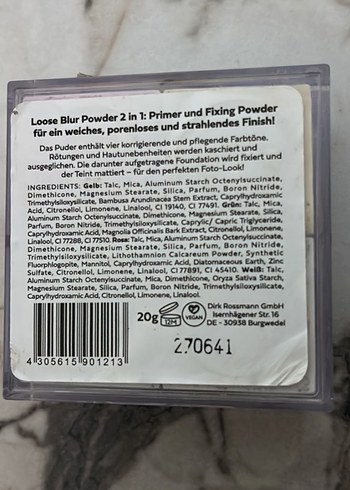 Loose Blur Powder 2 in 1: Primer und Fixing Powder
für ein weiches, porenloses und strahlendes Finish!
Das Puder enthält vier korrigierende und pflegende Farbtöne.
Rötungen und Hautunebenheiten werden kaschiert und
ausgeglichen. Die darunter aufgetragene Foundation wird fixiert und
der Teint mattiert – für den perfekten Foto-Look!
INGREDIENTS: Gelb: Talc, Mica, Aluminum Starch Octenylsuccinate,
Dimethicone, Magnesium Stearate, Silica, Parfum, Boron Nitride,
Trimethylsiloxysilicate, Bambusa Arundinacea Stem Extract, Caprylhydroxamic
Acid, Citronellol, Limonene, Linalool, CI 19140, CI 77491. Grün: Talc, Mica,
Aluminum Starch Octenylsuccinate, Dimethicone, Magnesium Stearate, Silica,
Parfum, Boron Nitride, Trimethylsiloxysilicate, Caprylic/ Capric Triglyceride,
Caprylhydroxamic Acid, Magnolia Officinalis Bark Extract, Citronellol, Limonene,
Linalool, CI 77288, CI 77510. Rosa: Talc, Mica, Aluminum Starch Octenylsuccinate,
Dimethicone, Magnesium Stearate, Silica, Parfum, Boron Nitride,
Trimethylsiloxysilicate, Lithothamnion Calcareum Powder, Synthetic
Fluorphlogopite, Mannitol, Caprylhydroxamic Acid, Diatomaceous Earth, Zinc
Sulfate, Citronellol, Limonene, Linalool, CI 77891, CI 45410. Weiß: Talc,
Aluminum Starch Octenylsuccinate, Mica, Dimethicone, Oryza Sativa Starch,
Magnesium Stearate, Silica, Parfum, Boron Nitride, Trimethylsiloxysilicate,
Caprylhydroxamic Acid, Citronellol, Limonene, Linalool.
20g
12M
VEGAN
Dirk Rossmann GmbH
Isernhägener Str. 16
DE - 30938 Burgwedel
4 305615 901213
270641